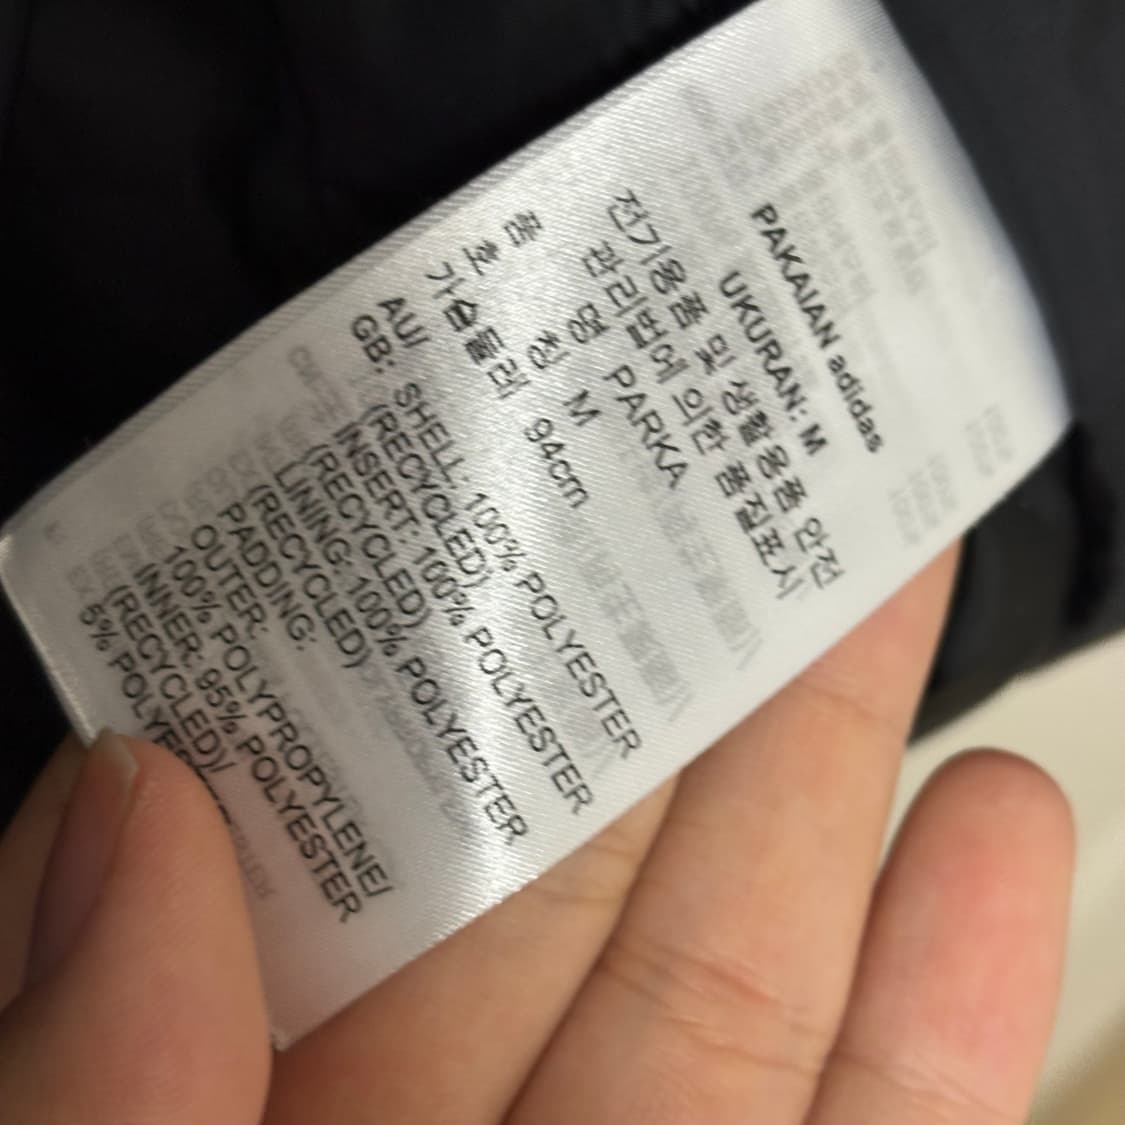 PAKAIAN adidas
UKURAN: M
전기용품 및 생활용품 안전
관리법에 의한 품질표시
품 명 PARKA
호 칭 M
가슴둘레 94cm
AU/
GB: SHELL: 100% POLYESTER
(RECYCLED)
INSERT: 100% POLYESTER
(RECYCLED)
LINING: 100% POLYESTER
(RECYCLED)
PADDING:
OUTER:
100% POLYPROPYLENE/
INNER: 95% POLYESTER
(RECYCLED)/
5%